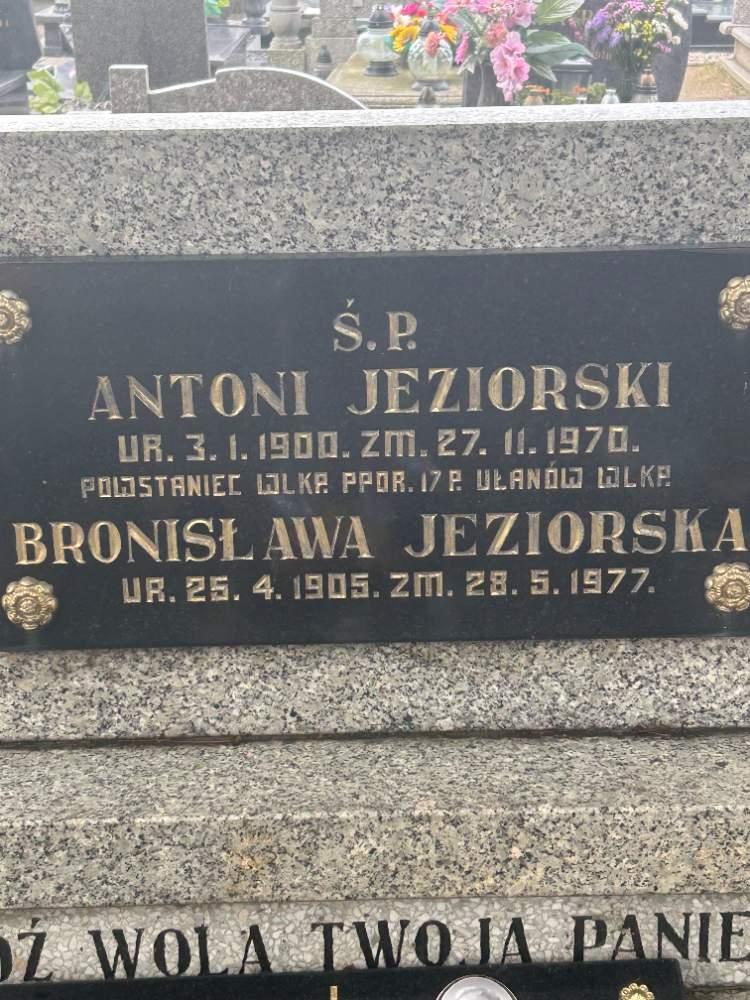 Ś.P.
ANTONI JEZIORSKI
UR. 3. 1. 1900. ZM. 27. 11. 1970.
POWSTANIEC WLKP. PPOR. 17 P. UŁANÓW WLKP.
BRONISŁAWA JEZIORSKA
UR. 25. 4. 1905. ZM. 28. 5. 1977.
WOLA TWOJA PANIE